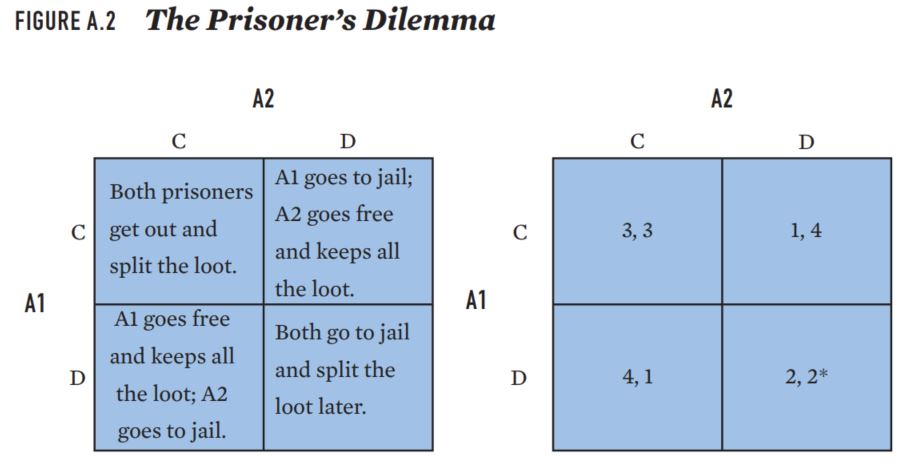 FIGURE A.2 The Prisoner’s Dilemma
A2
C D
C
Both prisoners
get out and
split the loot.
A1 goes to jail;
A2 goes free
and keeps all
the loot.
A1
D
A1 goes free
and keeps all
the loot; A2
goes to jail.
Both go to jail
and split the
loot later.
A2
C D
C 3, 3 1, 4
A1
D 4, 1 2, 2*